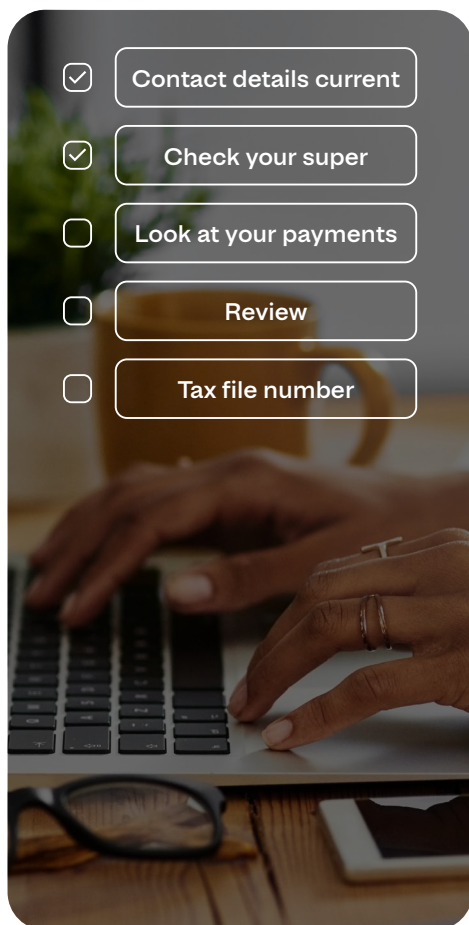 Contact details current
Check your super
Look at your payments
Review
Tax file number